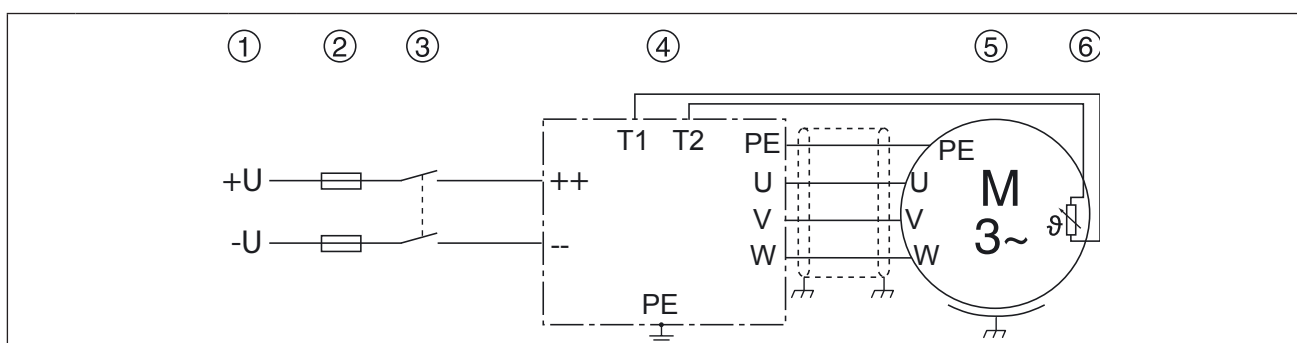 ① ② ③ ④ ⑤ ⑥
T1 T2 PE PE
+U ++ U U M
V V 3~ ϑ
-U -- W W
PE